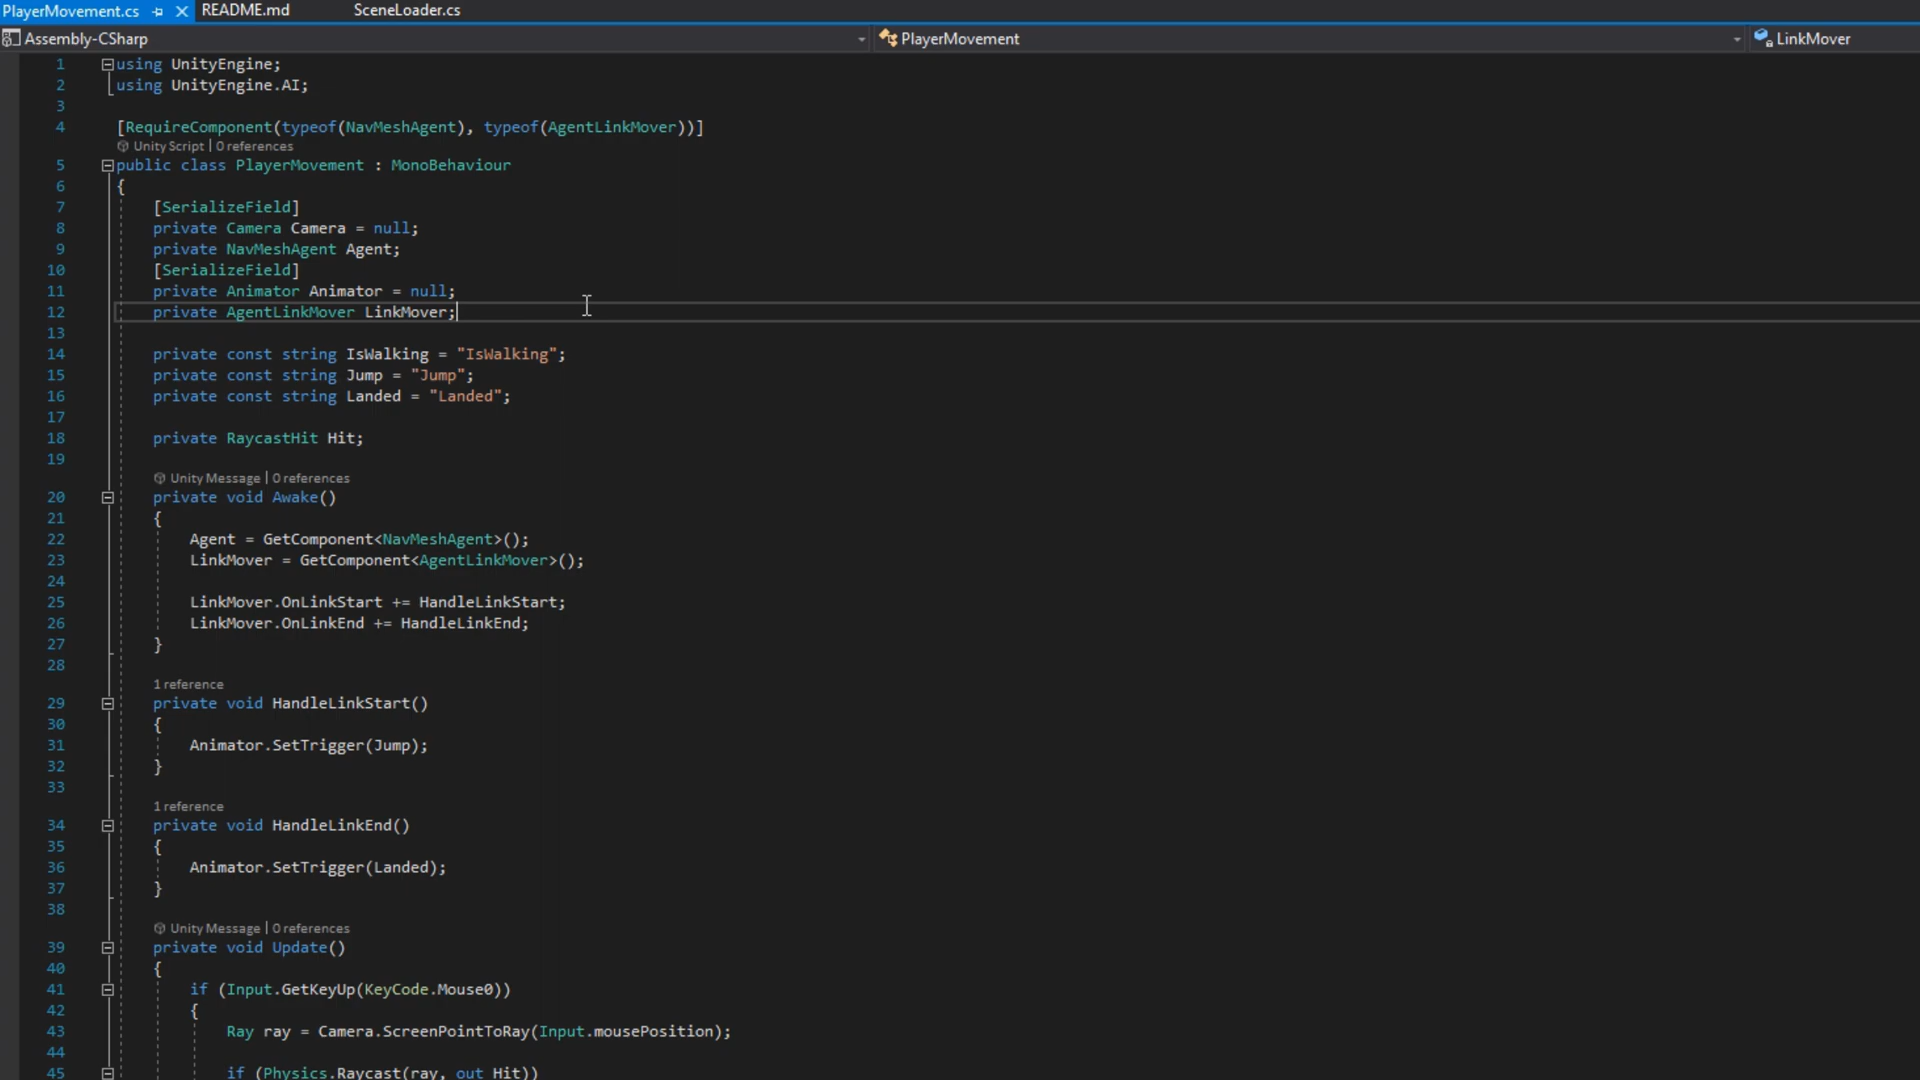 PlayerMovement.cs README.md SceneLoader.cs
Assembly-CSharp PlayerMovement LinkMover
1 using UnityEngine;
2 using UnityEngine.AI;
3
4 [RequireComponent(typeof(NavMeshAgent), typeof(AgentLinkMover))]
Unity Script | 0 references
5 public class PlayerMovement : MonoBehaviour
6 {
7 [SerializeField]
8 private Camera Camera = null;
9 private NavMeshAgent Agent;
10 [SerializeField]
11 private Animator Animator = null;
12 private AgentLinkMover LinkMover;
13
14 private const string IsWalking = "IsWalking";
15 private const string Jump = "Jump";
16 private const string Landed = "Landed";
17
18 private RaycastHit Hit;
19
Unity Message | 0 references
20 private void Awake()
21 {
22 Agent = GetComponent<NavMeshAgent>();
23 LinkMover = GetComponent<AgentLinkMover>();
24
25 LinkMover.OnLinkStart += HandleLinkStart;
26 LinkMover.OnLinkEnd += HandleLinkEnd;
27 }
28
1 reference
29 private void HandleLinkStart()
30 {
31 Animator.SetTrigger(Jump);
32 }
33
1 reference
34 private void HandleLinkEnd()
35 {
36 Animator.SetTrigger(Landed);
37 }
38
Unity Message | 0 references
39 private void Update()
40 {
41 if (Input.GetKeyUp(KeyCode.Mouse0))
42 {
43 Ray ray = Camera.ScreenPointToRay(Input.mousePosition);
44
45 if (Physics.Raycast(ray, out Hit))